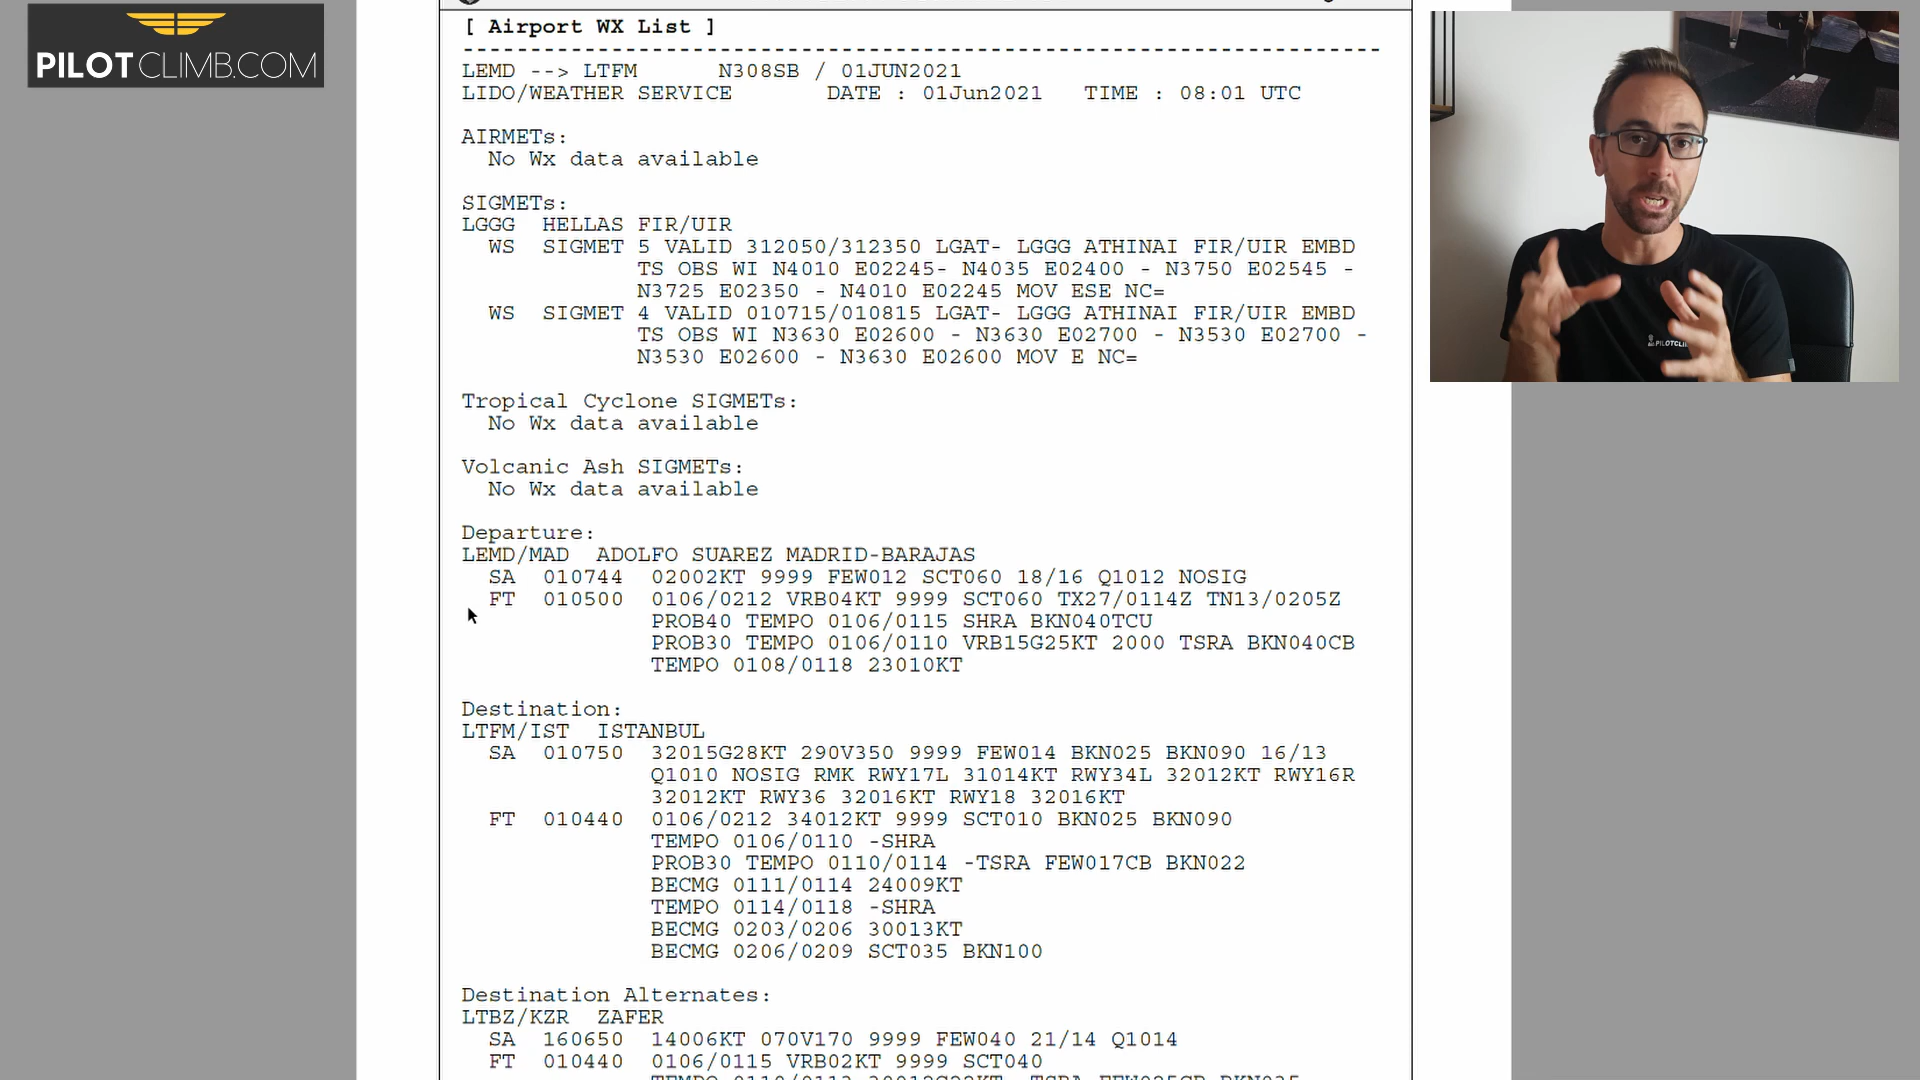 PILOTCLIMB.COM
[ Airport WX List ]
--------------------------------------------------------------------
LEMD --> LTFM N308SB / 01JUN2021
LIDO/WEATHER SERVICE DATE : 01Jun2021 TIME : 08:01 UTC
AIRMETs:
No Wx data available
SIGMETs:
LGGG HELLAS FIR/UIR
WS SIGMET 5 VALID 312050/312350 LGAT- LGGG ATHINAI FIR/UIR EMBD
TS OBS WI N4010 E02245- N4035 E02400 - N3750 E02545 -
N3725 E02350 - N4010 E02245 MOV ESE NC=
WS SIGMET 4 VALID 010715/010815 LGAT- LGGG ATHINAI FIR/UIR EMBD
TS OBS WI N3630 E02600 - N3630 E02700 - N3530 E02700 -
N3530 E02600 - N3630 E02600 MOV E NC=
Tropical Cyclone SIGMETs:
No Wx data available
Volcanic Ash SIGMETs:
No Wx data available
Departure:
LEMD/MAD ADOLFO SUAREZ MADRID-BARAJAS
SA 010744 02002KT 9999 FEW012 SCT060 18/16 Q1012 NOSIG
FT 010500 0106/0212 VRB04KT 9999 SCT060 TX27/0114Z TN13/0205Z
PROB40 TEMPO 0106/0115 SHRA BKN040TCU
PROB30 TEMPO 0106/0110 VRB15G25KT 2000 TSRA BKN040CB
TEMPO 0108/0118 23010KT
Destination:
LTFM/IST ISTANBUL
SA 010750 32015G28KT 290V350 9999 FEW014 BKN025 BKN090 16/13
Q1010 NOSIG RMK RWY17L 31014KT RWY34L 32012KT RWY16R
32012KT RWY36 32016KT RWY18 32016KT
FT 010440 0106/0212 34012KT 9999 SCT010 BKN025 BKN090
TEMPO 0106/0110 -SHRA
PROB30 TEMPO 0110/0114 -TSRA FEW017CB BKN022
BECMG 0111/0114 24009KT
TEMPO 0114/0118 -SHRA
BECMG 0203/0206 30013KT
BECMG 0206/0209 SCT035 BKN100
Destination Alternates:
LTBZ/KZR ZAFER
SA 160650 14006KT 070V170 9999 FEW040 21/14 Q1014
FT 010440 0106/0115 VRB02KT 9999 SCT040